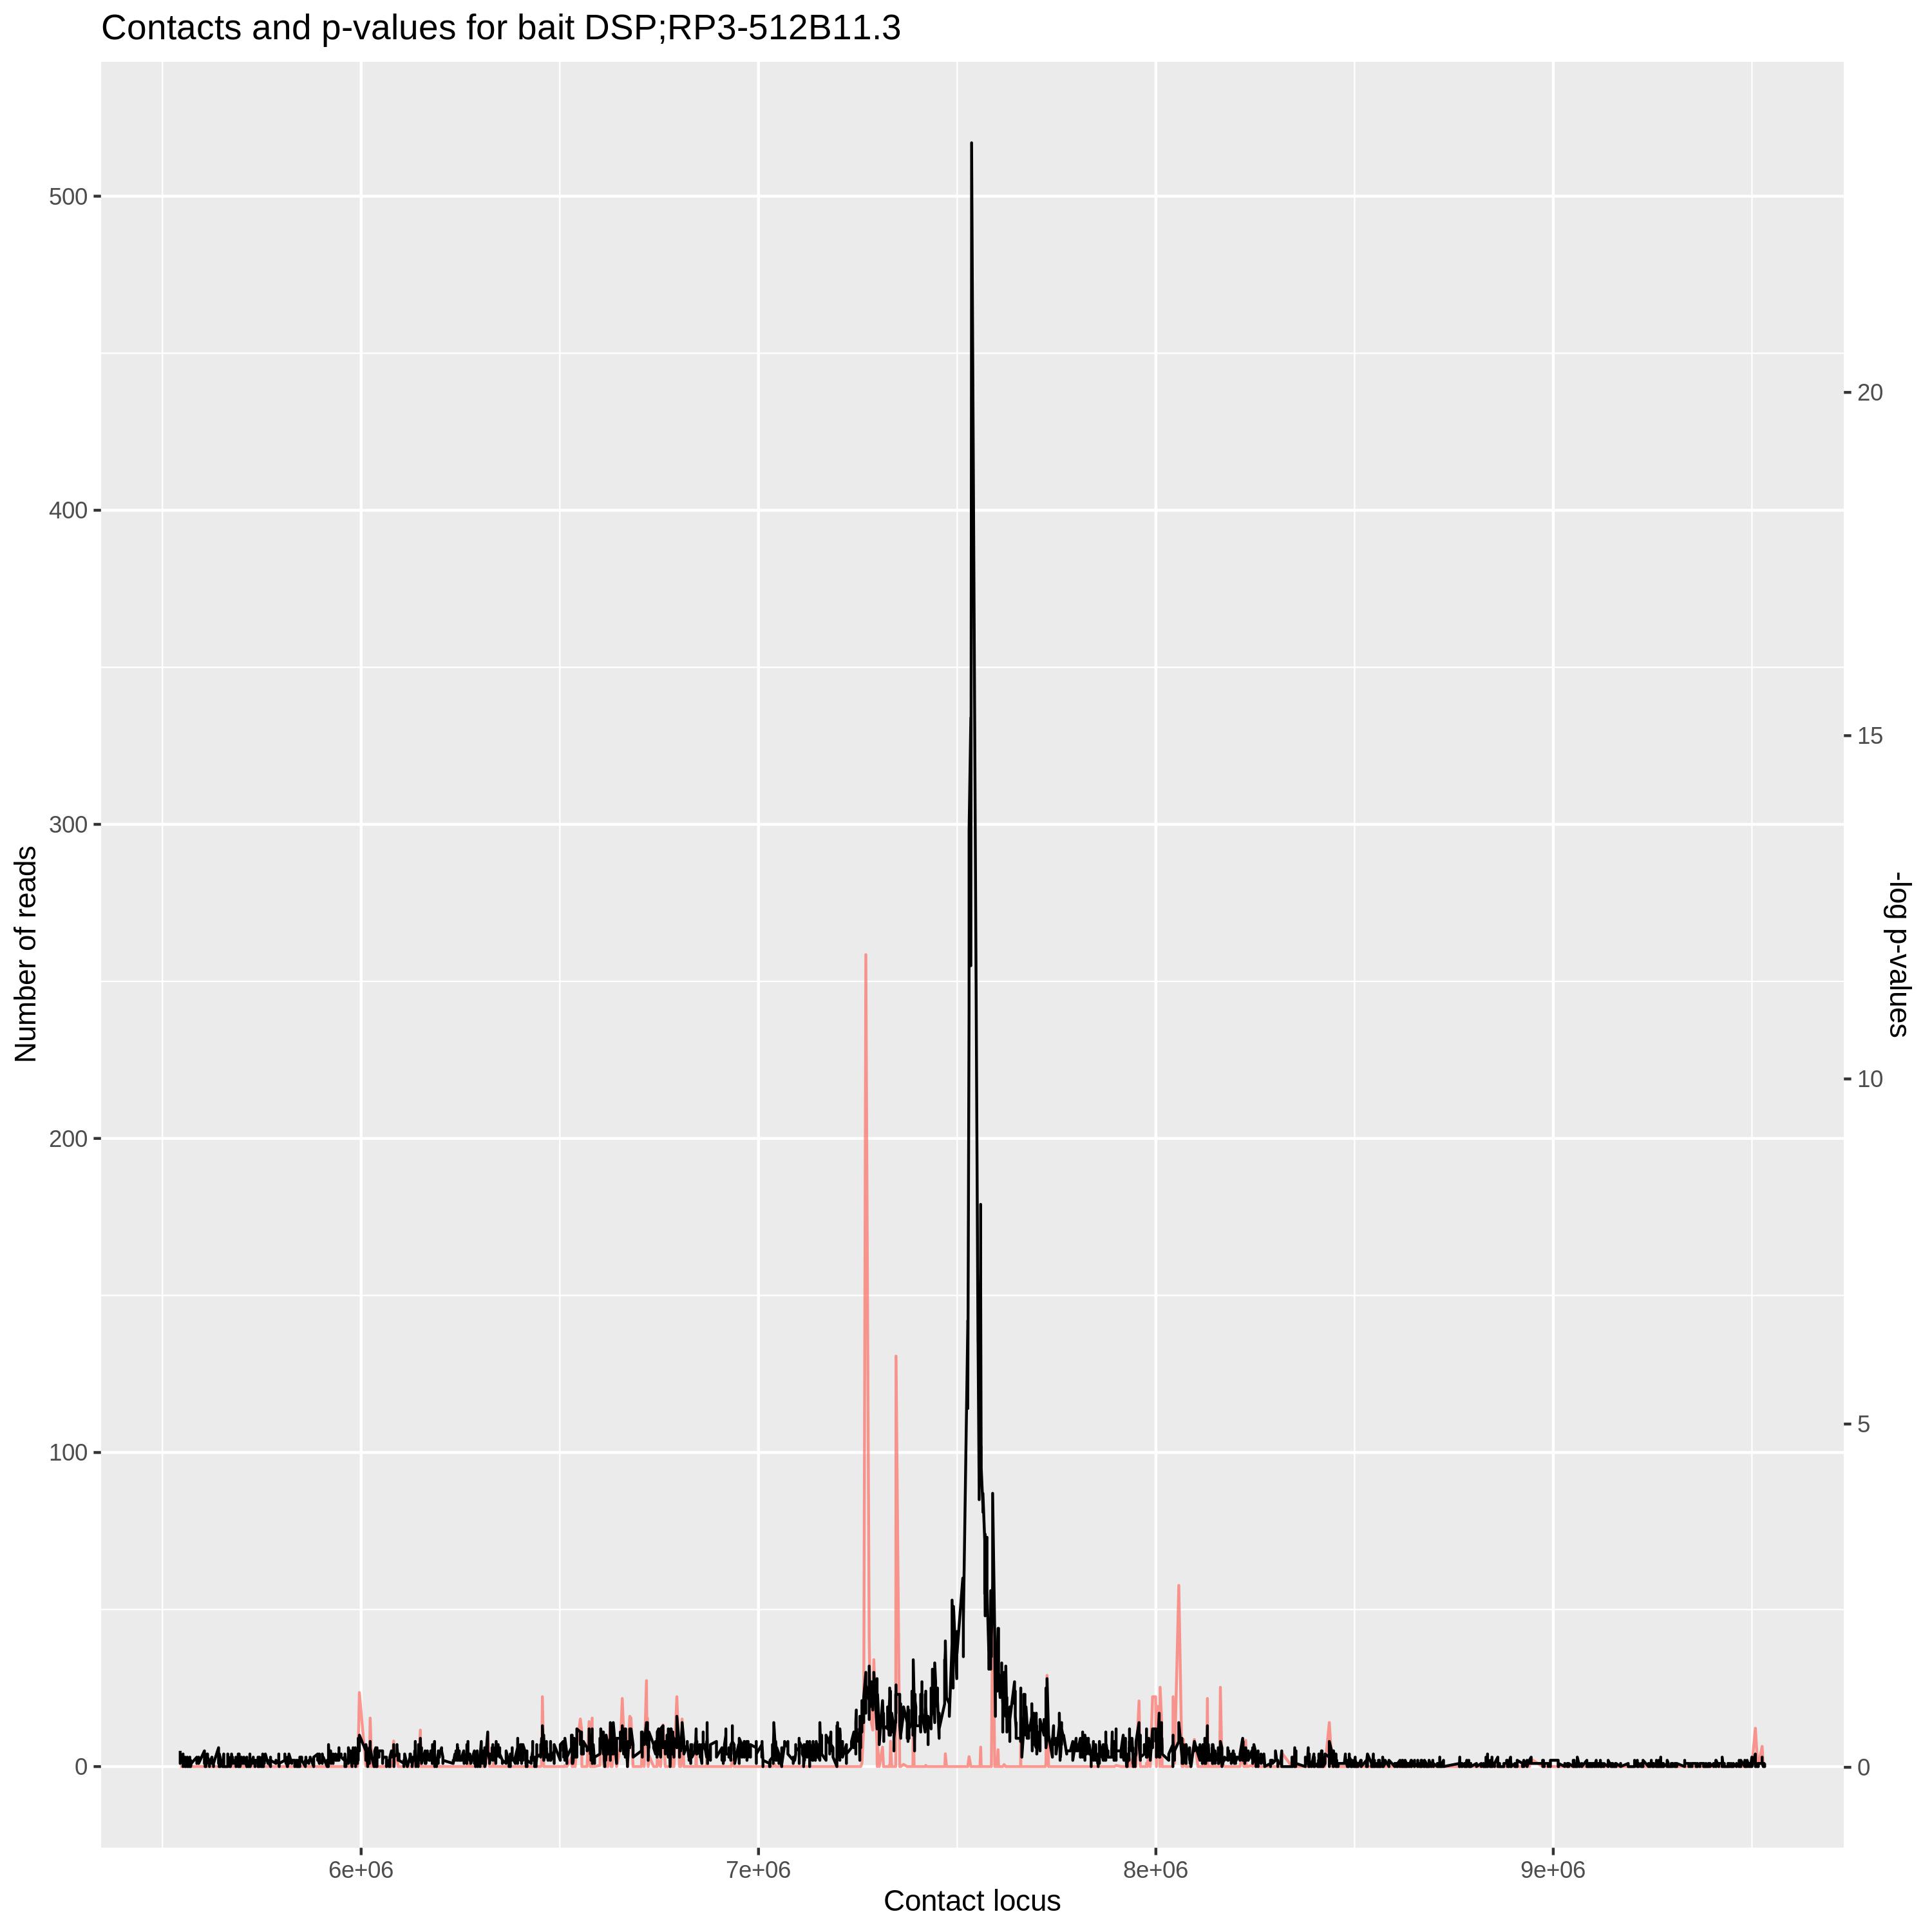 Contacts and p-values for bait DSP;RP3-512B11.3
Number of reads
500
400
300
200
100
0
20
15
10
5
0
-log p-values
6e+06
7e+06
8e+06
9e+06
Contact locus